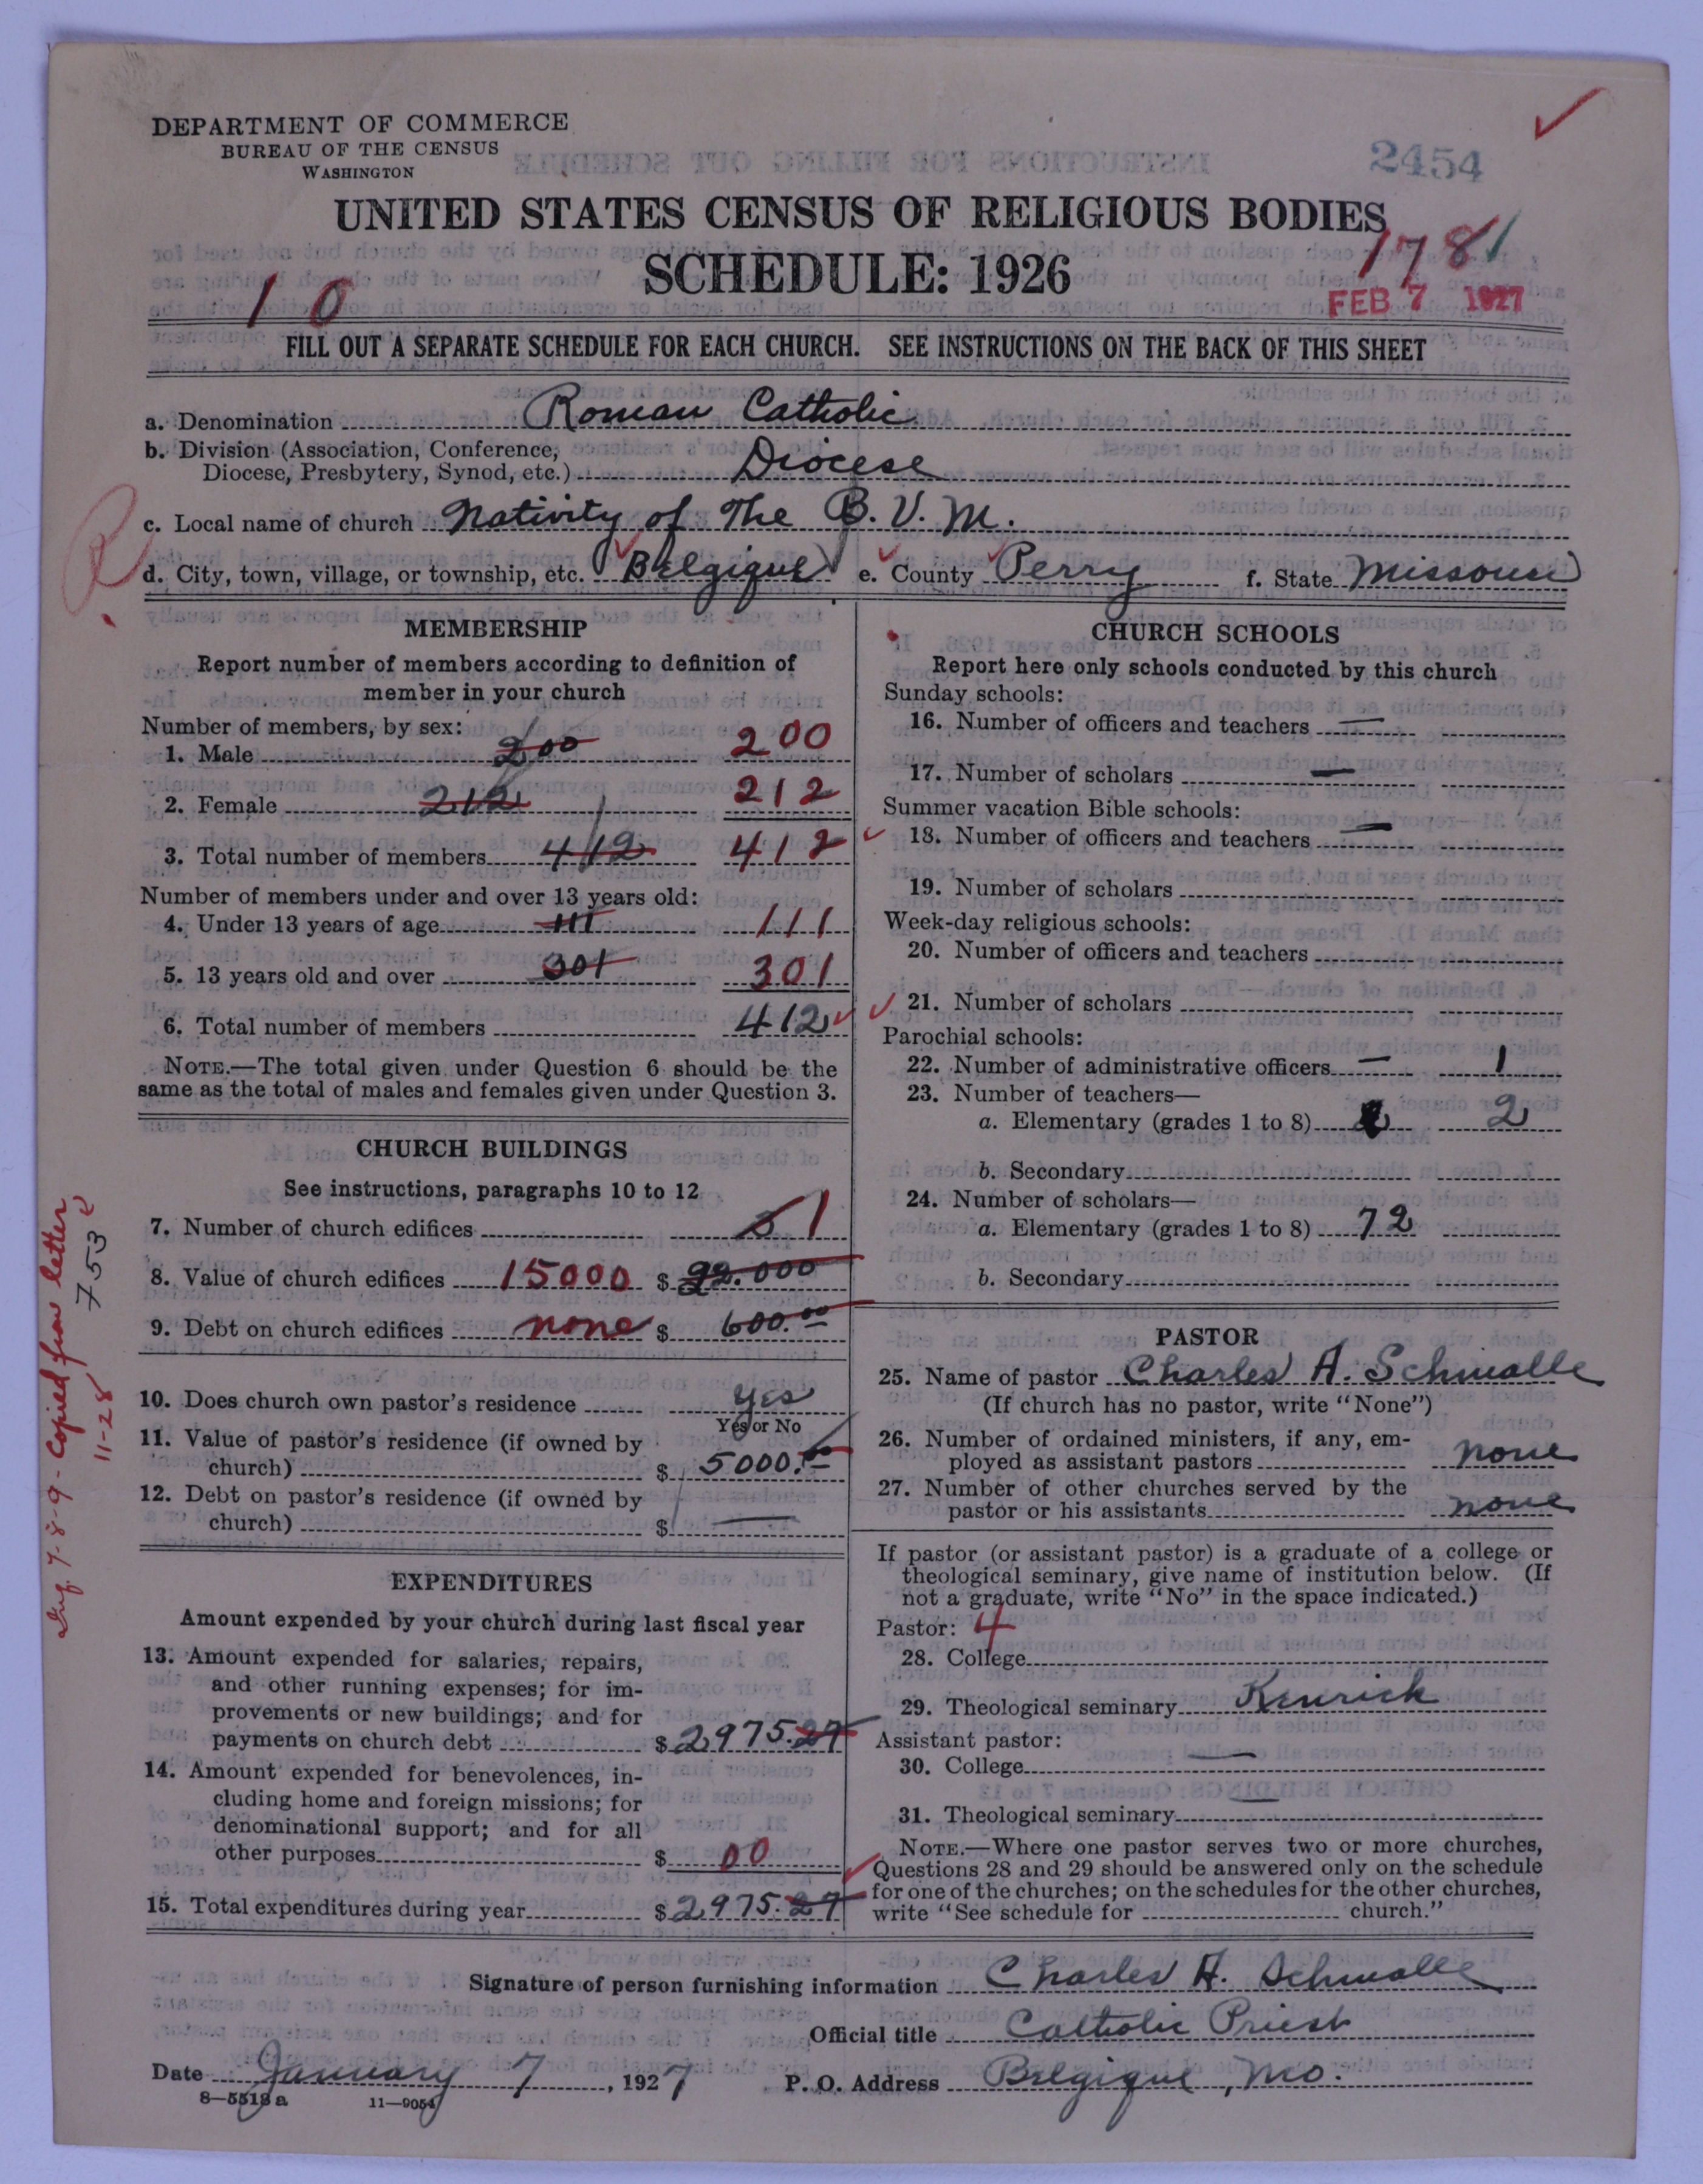 DEPARTMENT OF COMMERCE
BUREAU OF THE CENSUS
WASHINGTON
2454
UNITED STATES CENSUS OF RELIGIOUS BODIES
SCHEDULE: 1926
1781
1 0
FEB 7 1927
FILL OUT A SEPARATE SCHEDULE FOR EACH CHURCH. SEE INSTRUCTIONS ON THE BACK OF THIS SHEET
a. Denomination Roman Catholic
b. Division (Association, Conference,
Diocese, Presbytery, Synod, etc.) Diocese
c. Local name of church Nativity of The B. V. M.
d. City, town, village, or township, etc. Belgique e. County Perry f. State Missouri
MEMBERSHIP
Report number of members according to definition of
member in your church
Number of members, by sex:
1. Male 200 200
2. Female 212 212
3. Total number of members 412 412
Number of members under and over 13 years old:
4. Under 13 years of age 111 111
5. 13 years old and over 301 301
6. Total number of members 412
NOTE.—The total given under Question 6 should be the
same as the total of males and females given under Question 3.
CHURCH BUILDINGS
See instructions, paragraphs 10 to 12
7. Number of church edifices 1
8. Value of church edifices 15000 $ 22.000
9. Debt on church edifices none $ 600.00
10. Does church own pastor's residence yes
Yes or No
11. Value of pastor's residence (if owned by
church) $ 5000.00
12. Debt on pastor's residence (if owned by
church) $ —
EXPENDITURES
Amount expended by your church during last fiscal year
13. Amount expended for salaries, repairs,
and other running expenses; for im-
provements or new buildings; and for
payments on church debt $ 2975.27
14. Amount expended for benevolences, in-
cluding home and foreign missions; for
denominational support; and for all
other purposes $ 00
15. Total expenditures during year $ 2975.27
CHURCH SCHOOLS
Report here only schools conducted by this church
Sunday schools:
16. Number of officers and teachers —
17. Number of scholars —
Summer vacation Bible schools:
18. Number of officers and teachers —
19. Number of scholars
Week-day religious schools:
20. Number of officers and teachers
21. Number of scholars
Parochial schools:
22. Number of administrative officers — 1
23. Number of teachers—
a. Elementary (grades 1 to 8) 2
b. Secondary
24. Number of scholars—
a. Elementary (grades 1 to 8) 72
b. Secondary
PASTOR
25. Name of pastor Charles A. Schwalle
(If church has no pastor, write "None")
26. Number of ordained ministers, if any, em-
ployed as assistant pastors none
27. Number of other churches served by the
pastor or his assistants none
If pastor (or assistant pastor) is a graduate of a college or
theological seminary, give name of institution below. (If
not a graduate, write "No" in the space indicated.)
Pastor: 4
28. College
29. Theological seminary Kenrick
Assistant pastor:
30. College —
31. Theological seminary —
NOTE.—Where one pastor serves two or more churches,
Questions 28 and 29 should be answered only on the schedule
for one of the churches; on the schedules for the other churches,
write "See schedule for church."
Signature of person furnishing information Charles A. Schwalle
Official title Catholic Priest
Date January 7, 1927 P. O. Address Belgique, Mo.
8—5518a 11—9054
Inq. 7-8-9- Copied from letter
11-28
753